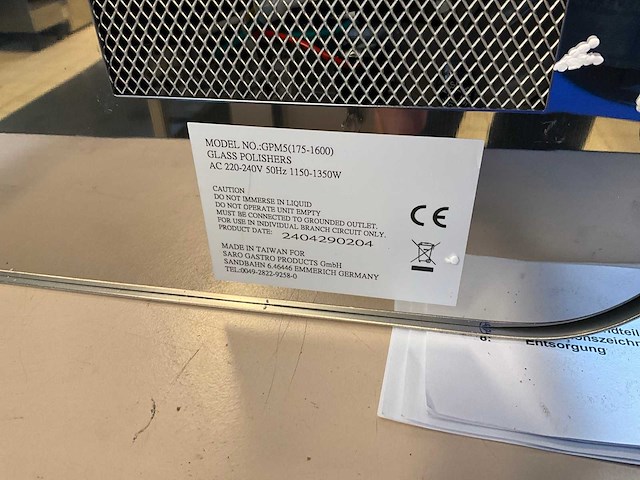 MODEL NO.:GPM5(175-1600)
GLASS POLISHERS
AC 220-240V 50Hz 1150-1350W
CAUTION
DO NOT IMMERSE IN LIQUID
DO NOT OPERATE UNIT EMPTY
MUST BE CONNECTED TO GROUNDED OUTLET.
FOR USE IN INDIVIDUAL BRANCH CIRCUIT ONLY.
PRODUCT DATE: 2404290204
MADE IN TAIWAN FOR
SARO GASTRO PRODUCTS GmbH
SANDBAHN 6,46446 EMMERICH GERMANY
TEL:0049-2822-9258-0
CE
Entsorgung